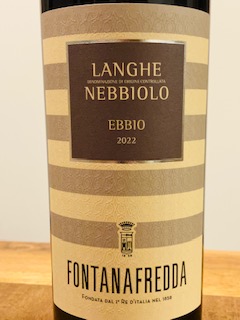 LANGHE
DENOMINAZIONE DI ORIGINE CONTROLLATA
NEBBIOLO
EBBIO
2022
FONTANAFREDDA
FONDATA DAL 1° RE D'ITALIA NEL 1858